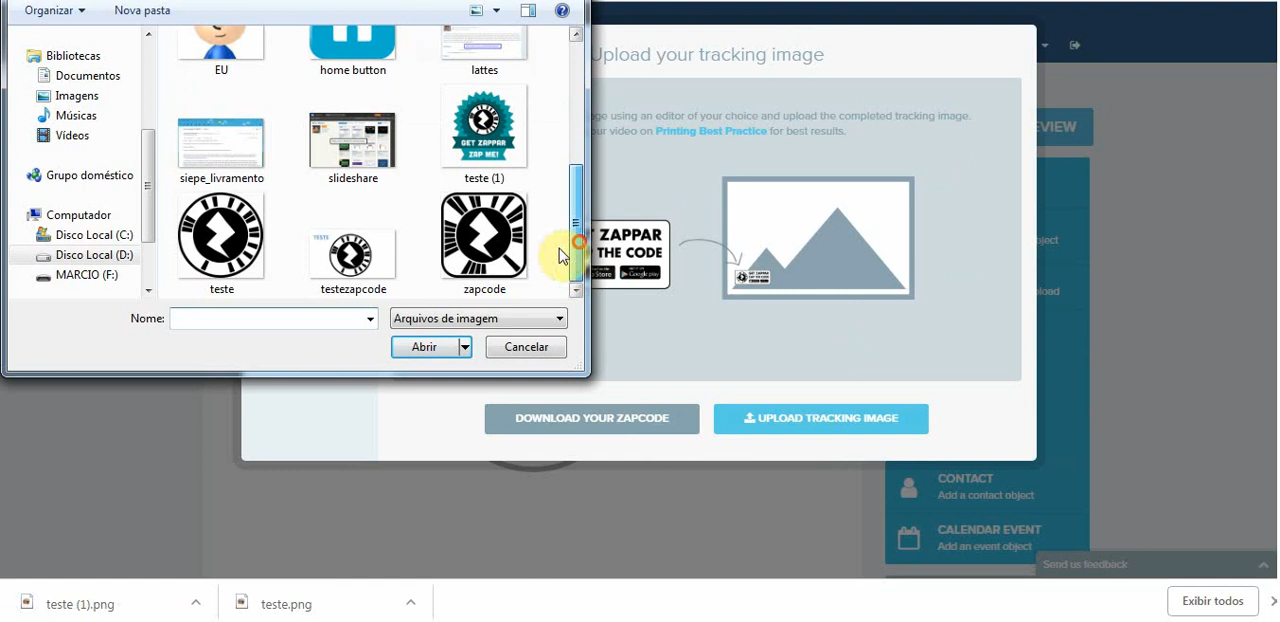 Organizar
Nova pasta
Bibliotecas
Documentos
Imagens
Músicas
Vídeos
Grupo doméstico
Computador
Disco Local (C:)
Disco Local (D:)
MARCIO (F:)
EU
home button
lattes
siepe_livramento
slideshare
GET ZAPPAR
ZAP ME!
teste (1)
teste
TESTE
testezapcode
zapcode
Nome:
Arquivos de imagem
Abrir
Cancelar
Upload your tracking image
ge using an editor of your choice and upload the completed tracking image.
our video on Printing Best Practice for best results.
T ZAPPAR
THE CODE
Store
Google play
DOWNLOAD YOUR ZAPCODE
UPLOAD TRACKING IMAGE
EVIEW
bject
load
CONTACT
Add a contact object
CALENDAR EVENT
Add an event object
Send us feedback
teste (1).png
teste.png
Exibir todos